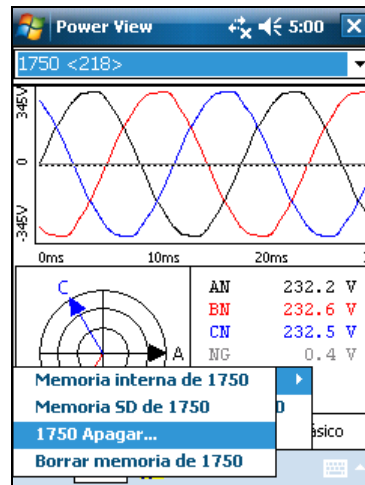 Power View
5:00
1750 <218>
345V
0
-345V
0ms 10ms 20ms
C
A
AN 232.2 V
BN 232.6 V
CN 232.5 V
NG 0.4 V
Memoria interna de 1750
Memoria SD de 1750
1750 Apagar...
Borrar memoria de 1750